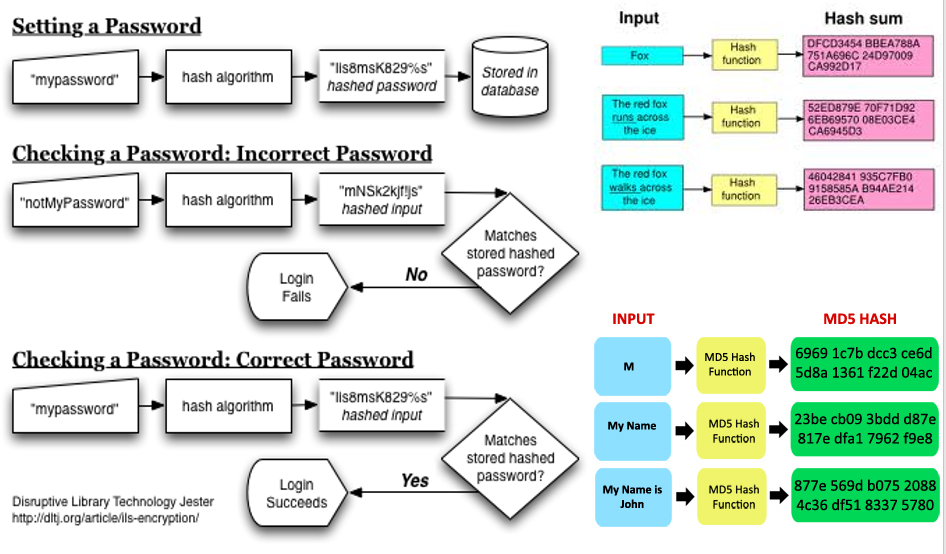 Setting a Password
"mypassword"
hash algorithm
"Iis8msK829%s"
hashed password
Stored in
database
Checking a Password: Incorrect Password
"notMyPassword"
hash algorithm
"mNSk2kjf!js"
hashed input
Matches
stored hashed
password?
No
Login
Fails
Checking a Password: Correct Password
"mypassword"
hash algorithm
"Iis8msK829%s"
hashed input
Matches
stored hashed
password?
Yes
Login
Succeeds
Disruptive Library Technology Jester
http://dltj.org/article/ils-encryption/
Input
Hash sum
Fox
Hash
function
DFCD3454 BBEA788A
751A696C 24D97009
CA992D17
The red fox
runs across
the ice
Hash
function
52ED879E 70F71D92
6EB69570 08E03CE4
CA6945D3
The red fox
walks across
the ice
Hash
function
46042841 935C7FB0
9158585A B94AE214
26EB3CEA
INPUT
MD5 HASH
M
MD5 Hash
Function
6969 1c7b dcc3 ce6d
5d8a 1361 f22d 04ac
My Name
MD5 Hash
Function
23be cb09 3bdd d87e
817e dfa1 7962 f9e8
My Name is
John
MD5 Hash
Function
877e 569d b075 2088
4c36 df51 8337 5780